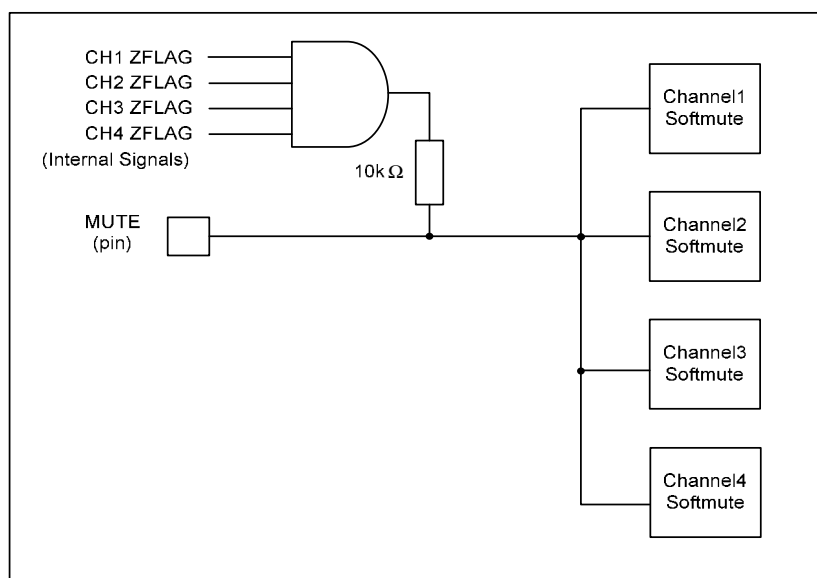 CH1 ZFLAG
CH2 ZFLAG
CH3 ZFLAG
CH4 ZFLAG
(Internal Signals)
10k Ω
MUTE
(pin)
Channel1
Softmute
Channel2
Softmute
Channel3
Softmute
Channel4
Softmute